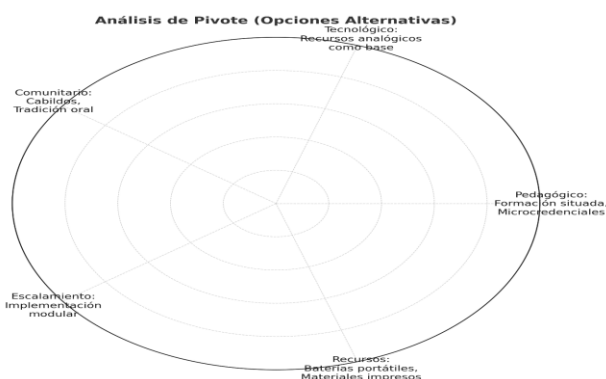 Análisis de Pivote (Opciones Alternativas)
Tecnológico:
Recursos analógicos
como base
Comunitario:
Cabildos,
Tradición oral
Pedagógico:
Formación situada,
Microcredenciales
Escalamiento:
Implementación
modular
Recursos:
Baterías portátiles,
Materiales impresos